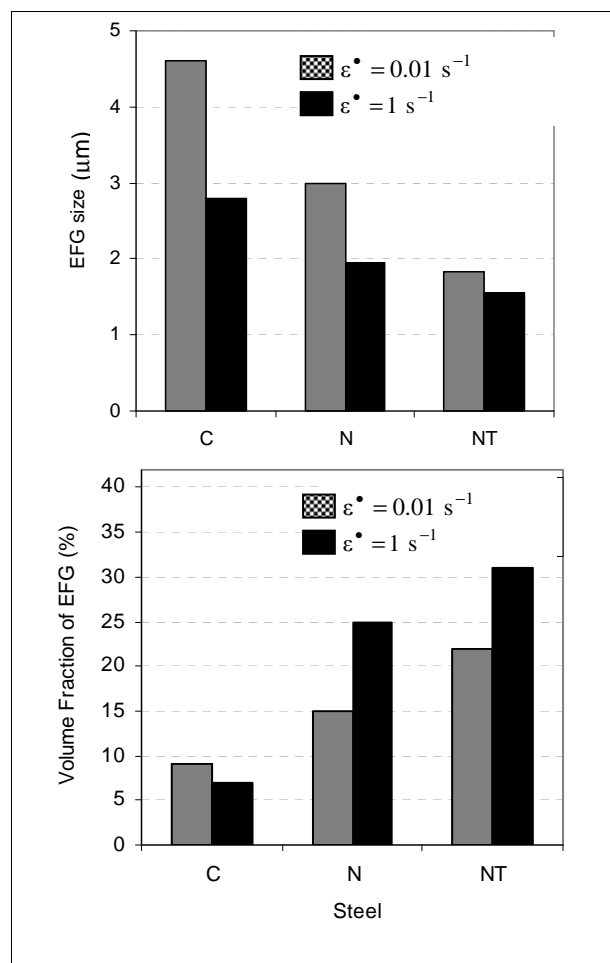 5
4
3
2
1
0
EFG size (μm)
ε• = 0.01 s⁻¹
ε• = 1 s⁻¹
C N NT
40
35
30
25
20
15
10
5
0
Volume Fraction of EFG (%)
ε• = 0.01 s⁻¹
ε• = 1 s⁻¹
C N NT
Steel